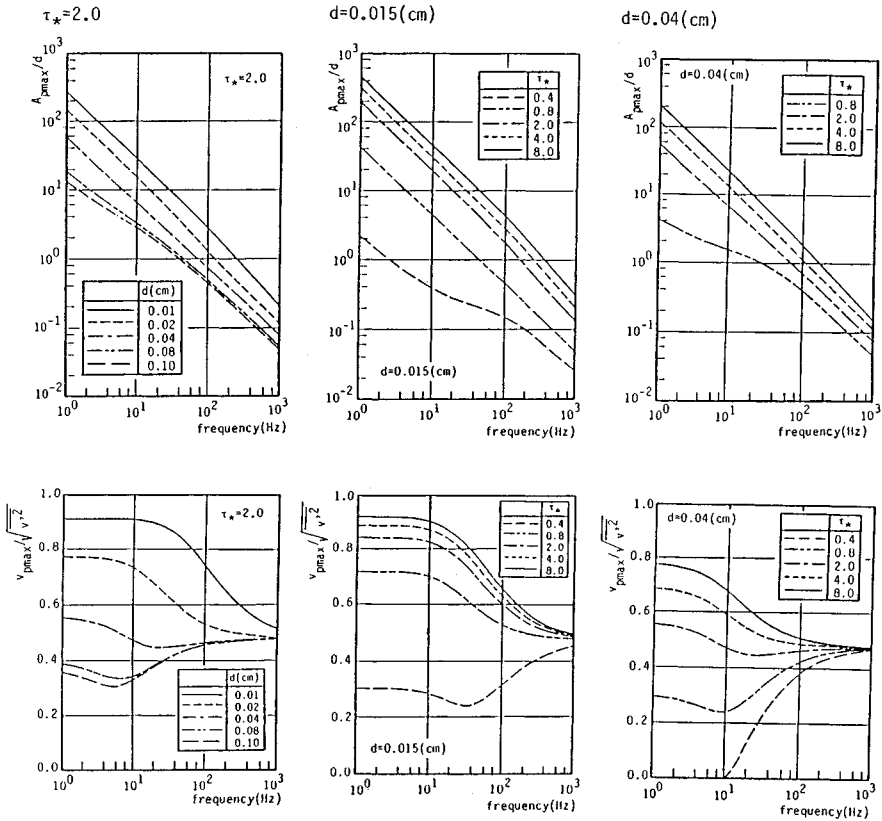 τ*=2.0
d=0.015(cm)
d=0.04(cm)
A_pmax/d
10^3
10^2
10^1
10^0
10^-1
10^-2
τ*=2.0
d(cm)
0.01
0.02
0.04
0.08
0.10
10^0 10^1 10^2 10^3
frequency(Hz)
A_pmax/d
10^3
10^2
10^1
10^0
10^-1
10^-2
τ*
0.4
0.8
2.0
4.0
8.0
d=0.015(cm)
10^0 10^1 10^2 10^3
frequency(Hz)
A_pmax/d
10^3
10^2
10^1
10^0
10^-1
10^-2
d=0.04(cm)
τ*
0.8
2.0
4.0
8.0
10^0 10^1 10^2 10^3
frequency(Hz)
v_pmax/√v'^2
1.0
0.8
0.6
0.4
0.2
0.0
τ*=2.0
d(cm)
0.01
0.02
0.04
0.08
0.10
10^0 10^1 10^2 10^3
frequency(Hz)
v_pmax/√v'^2
1.0
0.8
0.6
0.4
0.2
0.0
τ*
0.4
0.8
2.0
4.0
8.0
d=0.015(cm)
10^0 10^1 10^2 10^3
frequency(Hz)
v_pmax/√v'^2
1.0
0.8
0.6
0.4
0.2
0.0
d=0.04(cm)
τ*
0.4
0.8
2.0
4.0
8.0
10^0 10^1 10^2 10^3
frequency(Hz)